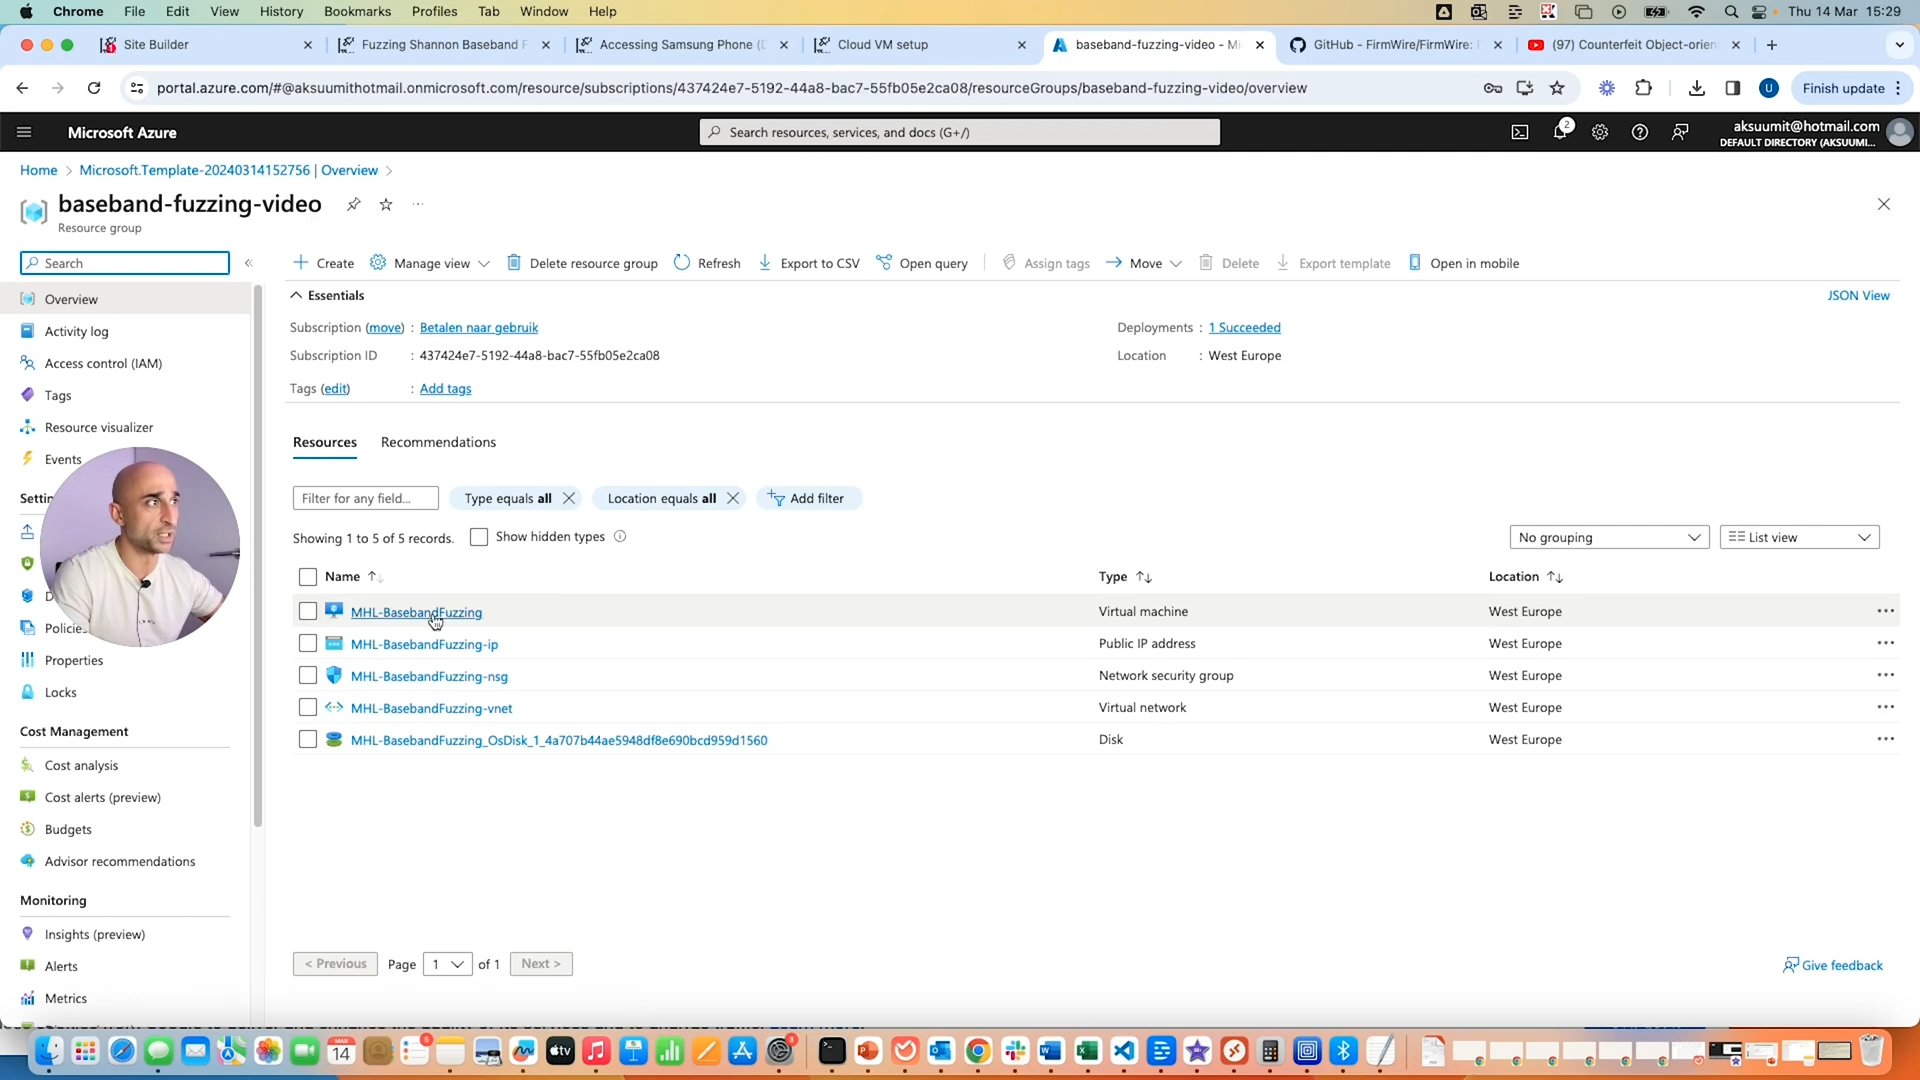 Chrome File Edit View History Bookmarks Profiles Tab Window Help Thu 14 Mar 15:29
Site Builder Fuzzing Shannon Baseband F Accessing Samsung Phone (D Cloud VM setup baseband-fuzzing-video - Mi GitHub - FirmWire/FirmWire: F (97) Counterfeit Object-orien
portal.azure.com/#@aksuumithotmail.onmicrosoft.com/resource/subscriptions/437424e7-5192-44a8-bac7-55fb05e2ca08/resourceGroups/baseband-fuzzing-video/overview U Finish update
Microsoft Azure Search resources, services, and docs (G+/) 2 aksuumit@hotmail.com
DEFAULT DIRECTORY (AKSUUMI...
Home > Microsoft.Template-20240314152756 | Overview >
baseband-fuzzing-video
Resource group
Search
Create Manage view Delete resource group Refresh Export to CSV Open query Assign tags Move Delete Export template Open in mobile
Overview
Activity log
Access control (IAM)
Tags
Resource visualizer
Events
Policies
Properties
Locks
Cost Management
Cost analysis
Cost alerts (preview)
Budgets
Advisor recommendations
Monitoring
Insights (preview)
Alerts
Metrics
Essentials JSON View
Subscription (move) : Betalen naar gebruik Deployments : 1 Succeeded
Subscription ID : 437424e7-5192-44a8-bac7-55fb05e2ca08 Location : West Europe
Tags (edit) : Add tags
Resources Recommendations
Filter for any field... Type equals all Location equals all Add filter
Showing 1 to 5 of 5 records. Show hidden types No grouping List view
Name Type Location
MHL-BasebandFuzzing Virtual machine West Europe
MHL-BasebandFuzzing-ip Public IP address West Europe
MHL-BasebandFuzzing-nsg Network security group West Europe
MHL-BasebandFuzzing-vnet Virtual network West Europe
MHL-BasebandFuzzing_OsDisk_1_4a707b44ae5948df8e690bcd959d1560 Disk West Europe
< Previous Page 1 of 1 Next > Give feedback